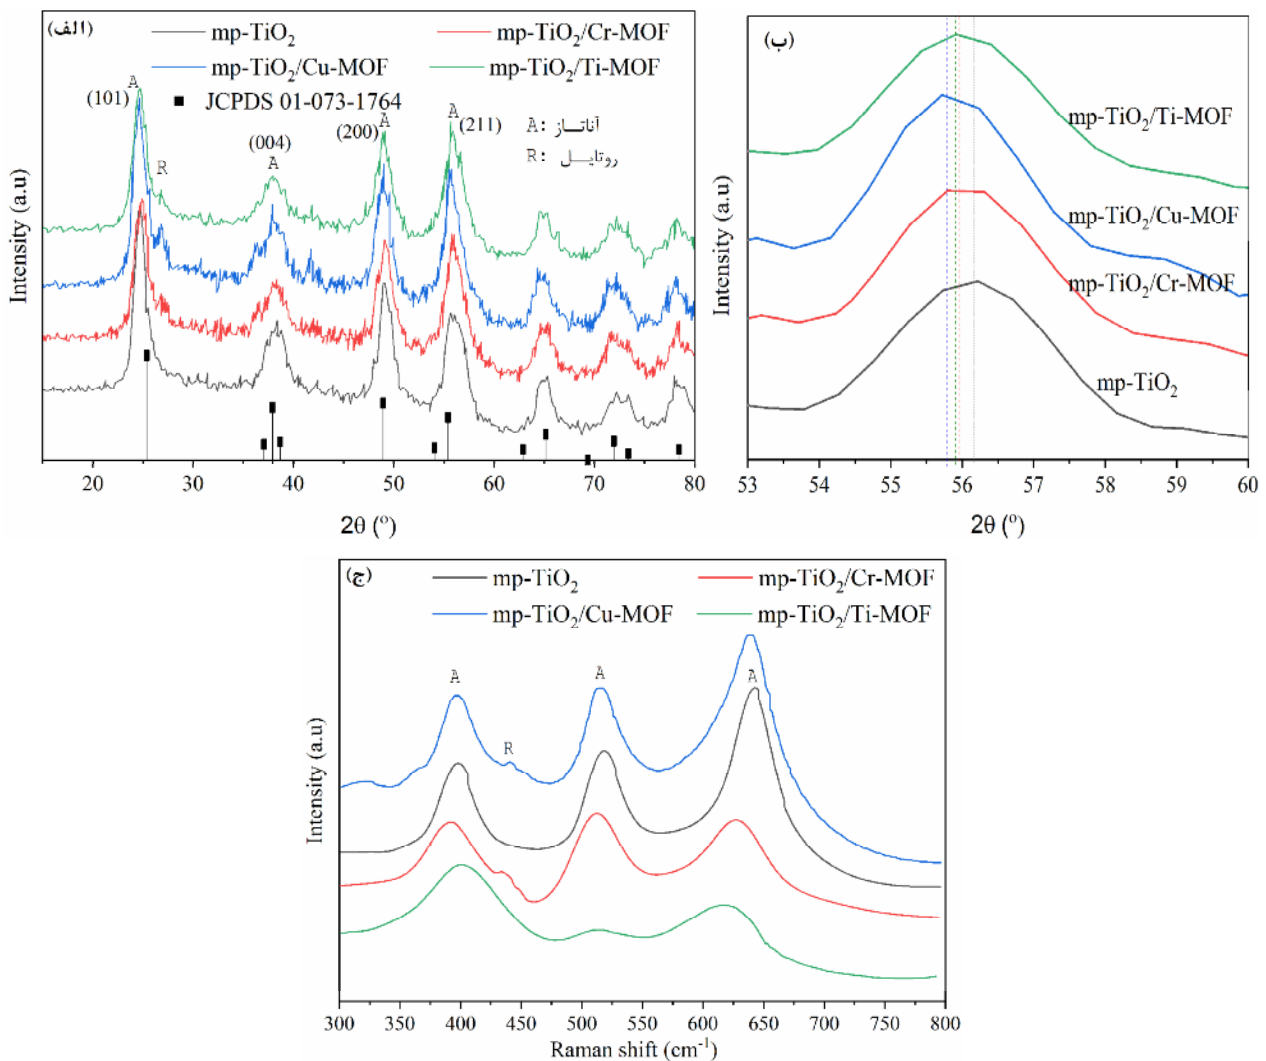 (الف)
mp-TiO₂
mp-TiO₂/Cr-MOF
mp-TiO₂/Cu-MOF
mp-TiO₂/Ti-MOF
JCPDS 01-073-1764
A
(101)
R
(004)
A
(200)
A
A
(211)
A: آناتاز
R: روتایل
Intensity (a.u)
20 30 40 50 60 70 80
2θ (°)
(ب)
mp-TiO₂/Ti-MOF
mp-TiO₂/Cu-MOF
mp-TiO₂/Cr-MOF
mp-TiO₂
Intensity (a.u)
53 54 55 56 57 58 59 60
2θ (°)
(ج)
mp-TiO₂
mp-TiO₂/Cr-MOF
mp-TiO₂/Cu-MOF
mp-TiO₂/Ti-MOF
A
R
A
A
Intensity (a.u)
300 350 400 450 500 550 600 650 700 750 800
Raman shift (cm⁻¹)